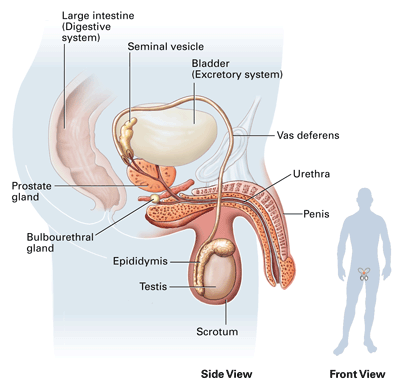 Large intestine
(Digestive
system)
Seminal vesicle
Bladder
(Excretory system)
Vas deferens
Urethra
Prostate
gland
Penis
Bulbourethral
gland
Epididymis
Testis
Scrotum
Side View
Front View